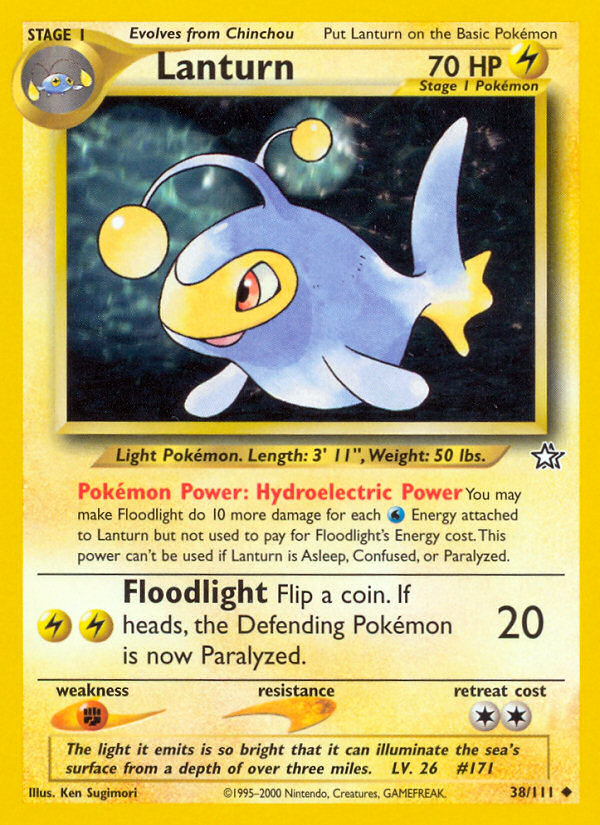 STAGE 1 Evolves from Chinchou Put Lanturn on the Basic Pokémon
Lanturn 70 HP
Stage 1 Pokémon
Light Pokémon. Length: 3' 11", Weight: 50 lbs.
Pokémon Power: Hydroelectric Power You may
make Floodlight do 10 more damage for each Energy attached
to Lanturn but not used to pay for Floodlight's Energy cost. This
power can't be used if Lanturn is Asleep, Confused, or Paralyzed.
Floodlight Flip a coin. If
heads, the Defending Pokémon 20
is now Paralyzed.
weakness resistance retreat cost
The light it emits is so bright that it can illuminate the sea's
surface from a depth of over three miles. LV. 26 #171
Illus. Ken Sugimori ©1995-2000 Nintendo, Creatures, GAMEFREAK. 38/111